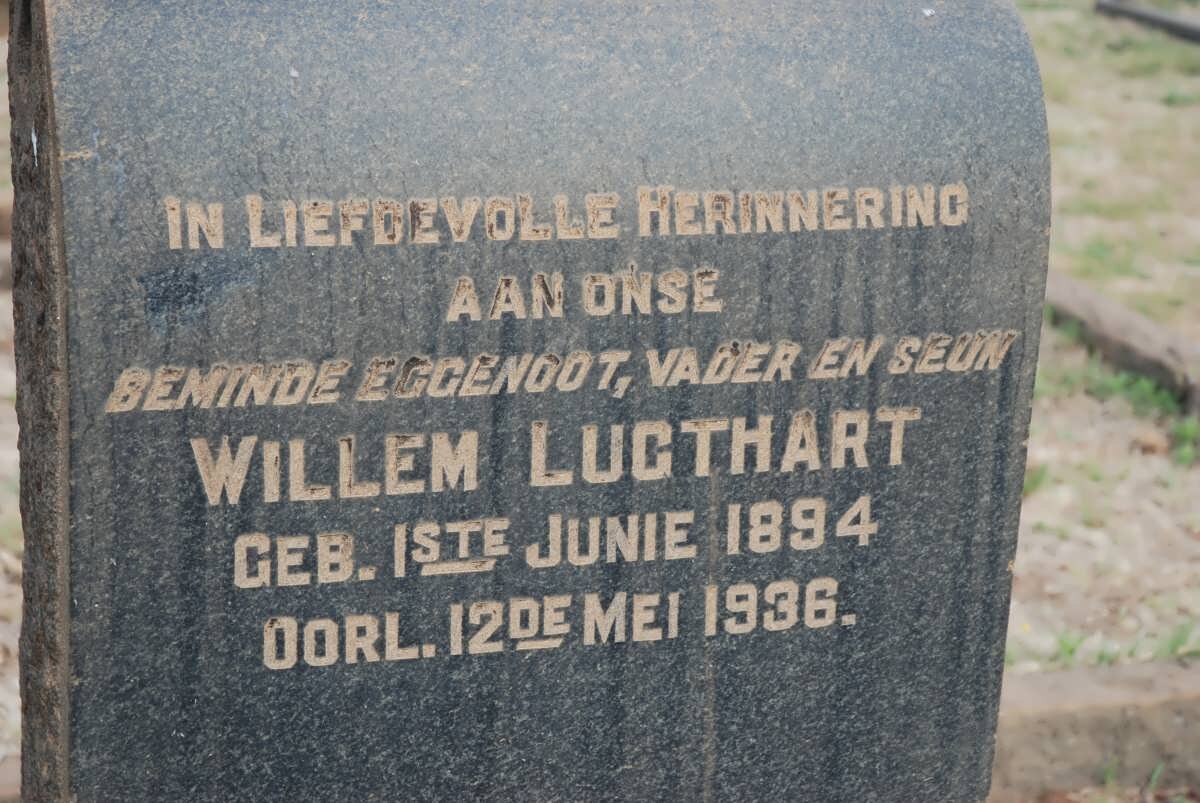 IN LIEFDEVOLLE HERINNERING
AAN ONSE
BEMINDE EGGENOOT, VADER EN SEUN
WILLEM LUGTHART
GEB. 1STE JUNIE 1894
OORL. 12DE MEI 1936.